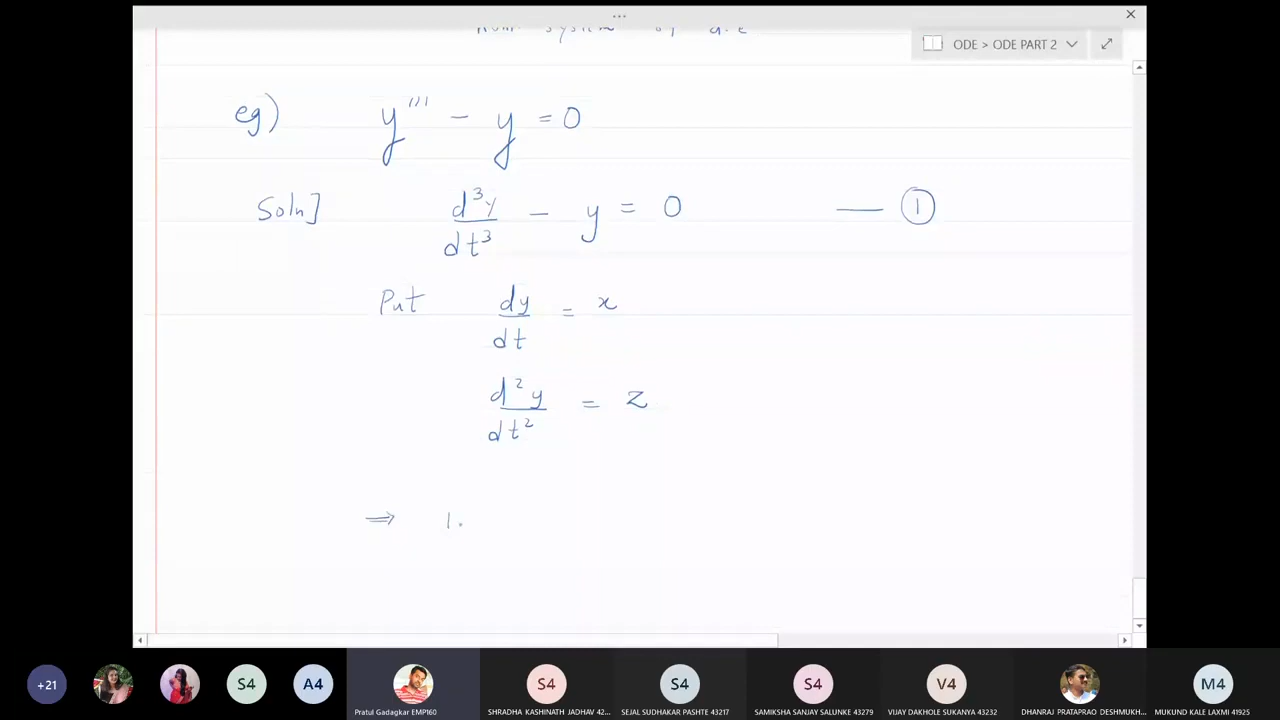 ODE > ODE PART 2
system
eg) y''' - y = 0
Soln] d³y/dt³ - y = 0 —— ①
Put dy/dt = x
d²y/dt² = z
⇒ 1.
+21
S4
A4
S4
S4
S4
V4
M4
Pratul Gadagkar EMP160
SHRADHA KASHINATH JADHAV 42...
SEJAL SUDHAKAR PASHTE 43217
SAMIKSHA SANJAY SALUNKE 43279
VIJAY DAKHOLE SUKANYA 43232
DHANRAJ PRATAPRAO DESHMUKH...
MUKUND KALE LAXMI 41925